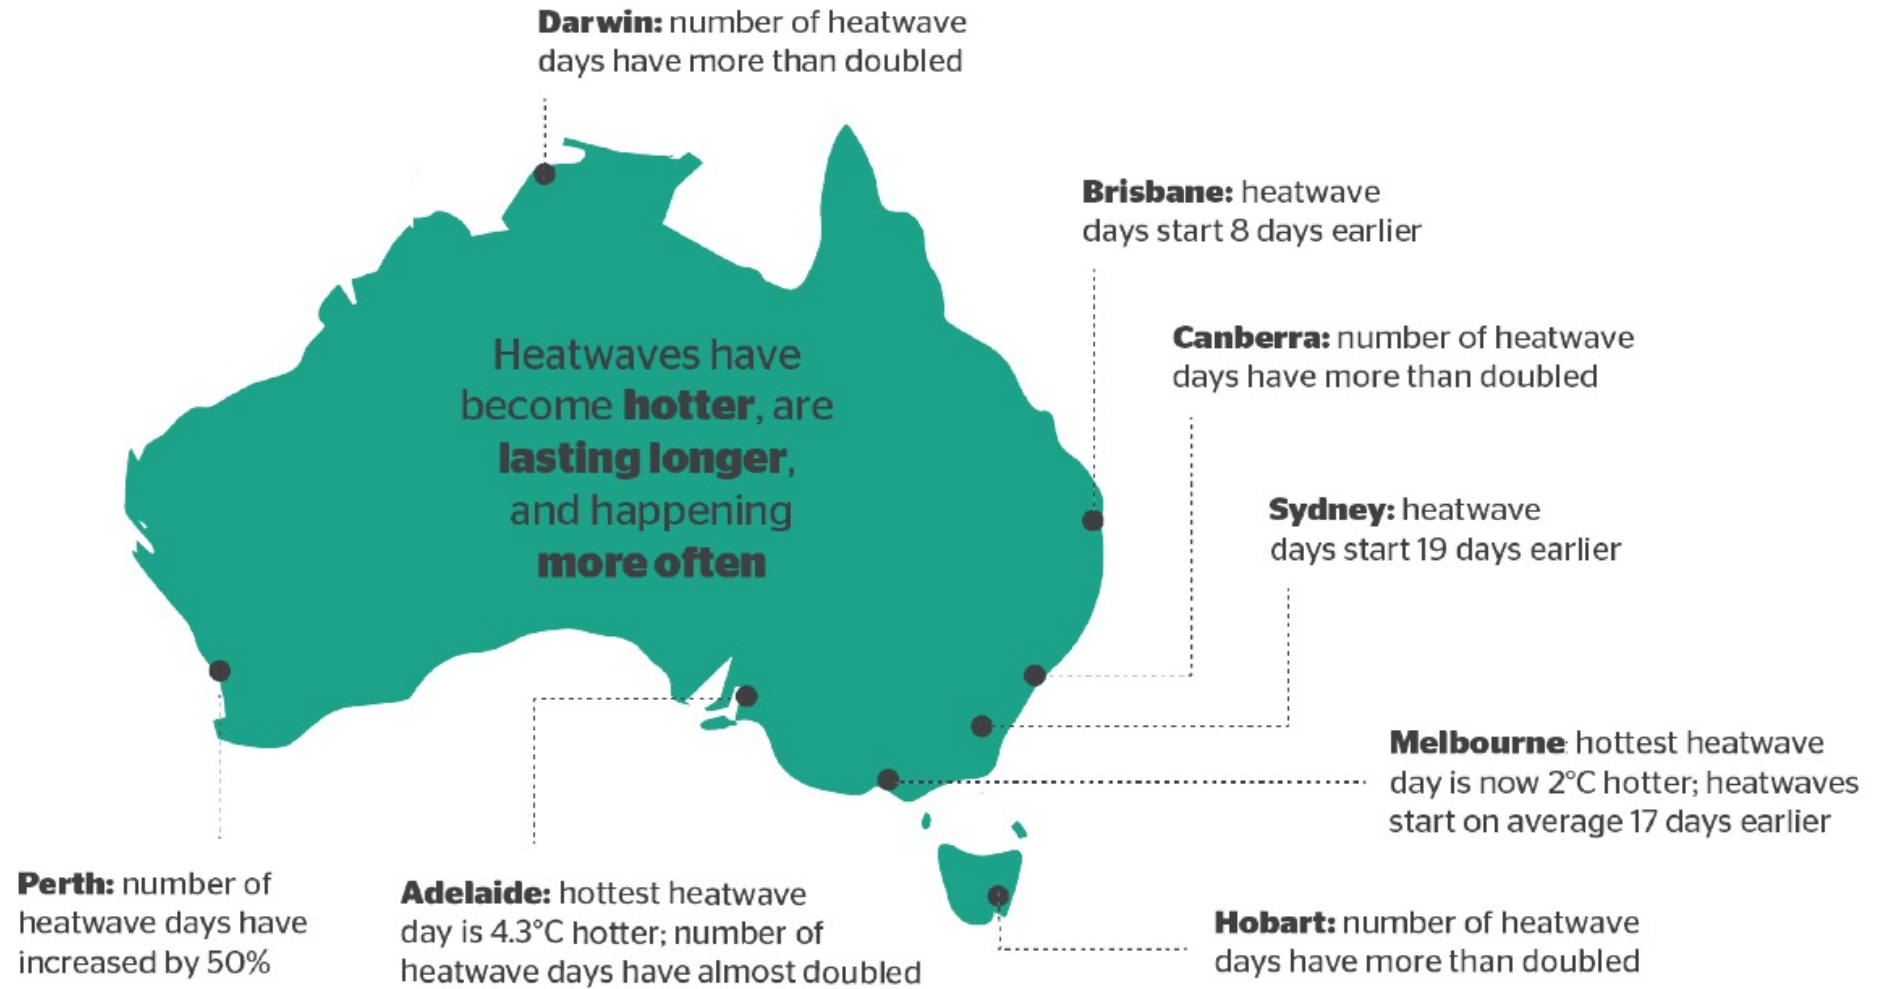 Darwin: number of heatwave
days have more than doubled
Brisbane: heatwave
days start 8 days earlier
Canberra: number of heatwave
days have more than doubled
Heatwaves have
become hotter, are
lasting longer,
and happening
more often
Sydney: heatwave
days start 19 days earlier
Melbourne hottest heatwave
day is now 2°C hotter; heatwaves
start on average 17 days earlier
Perth: number of
heatwave days have
increased by 50%
Adelaide: hottest heatwave
day is 4.3°C hotter; number of
heatwave days have almost doubled
Hobart: number of heatwave
days have more than doubled